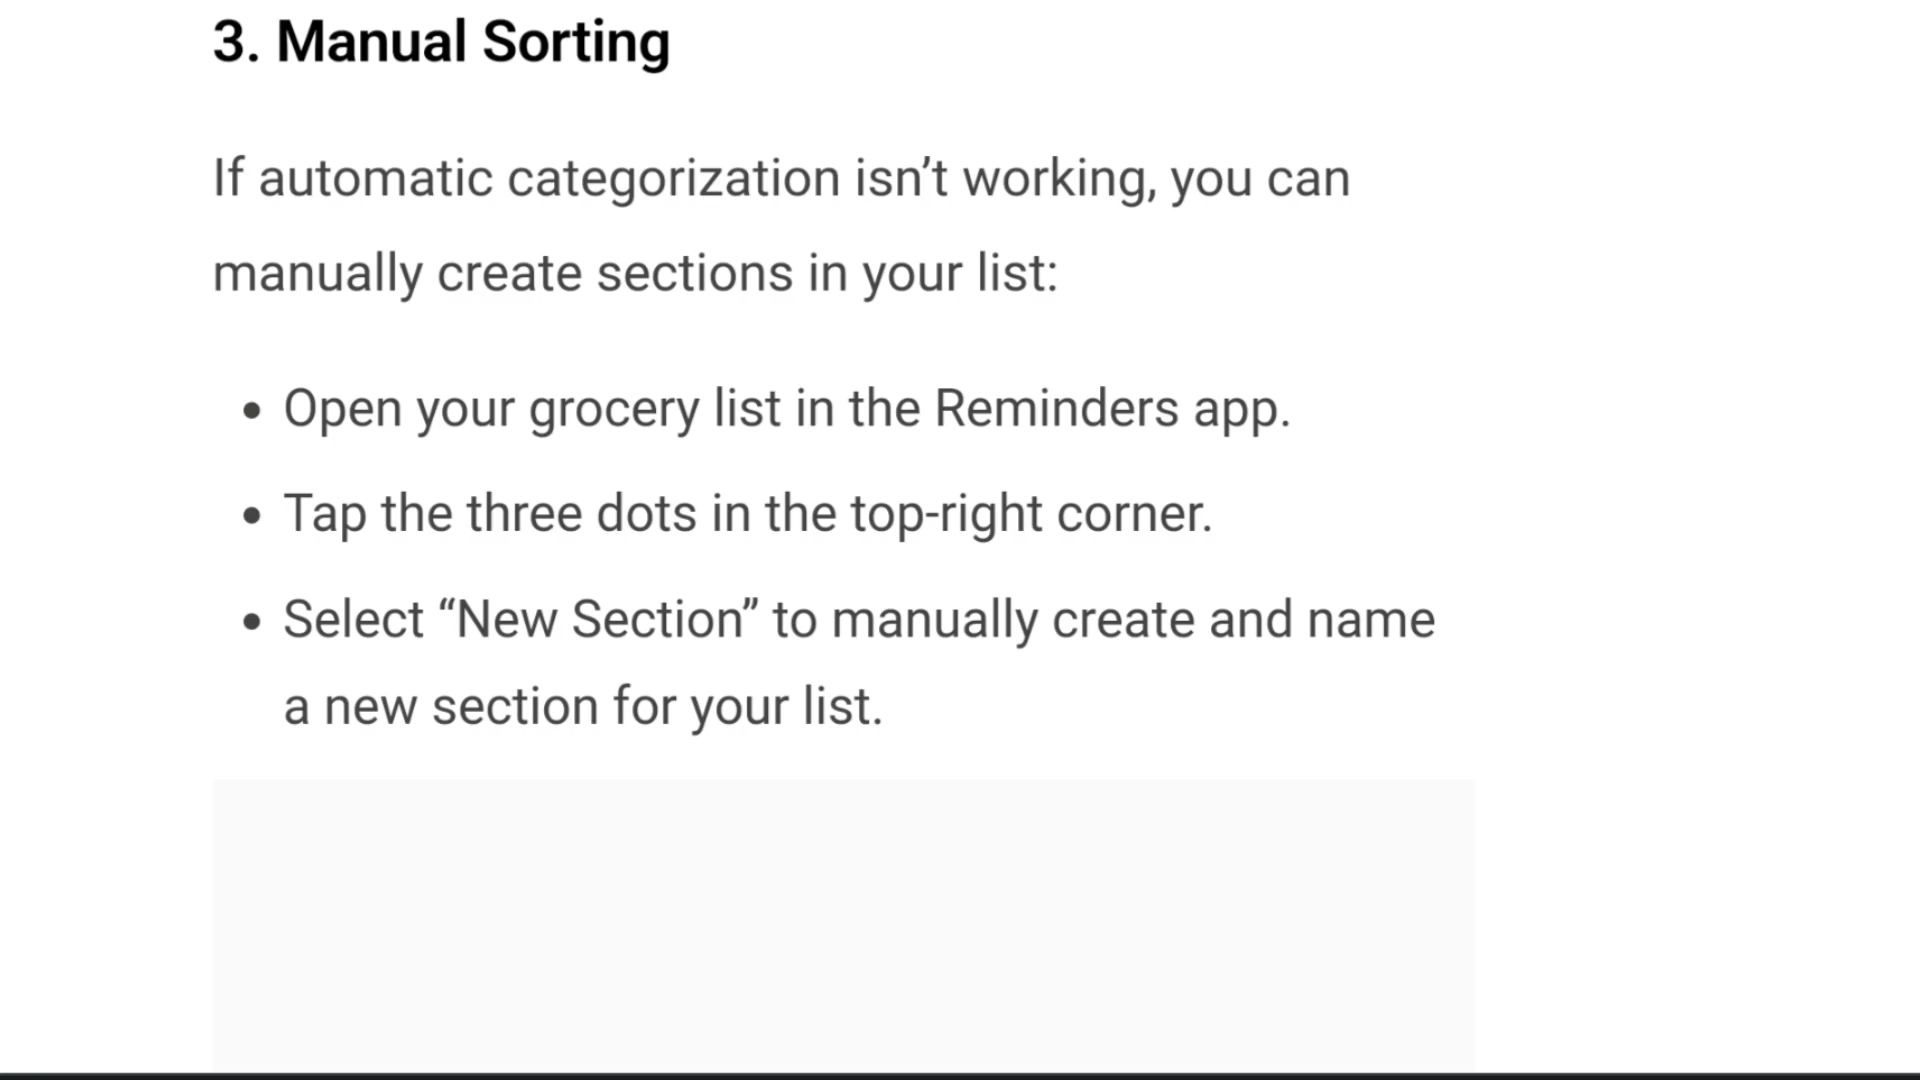 3. Manual Sorting
If automatic categorization isn’t working, you can
manually create sections in your list:
• Open your grocery list in the Reminders app.
• Tap the three dots in the top-right corner.
• Select “New Section” to manually create and name
a new section for your list.